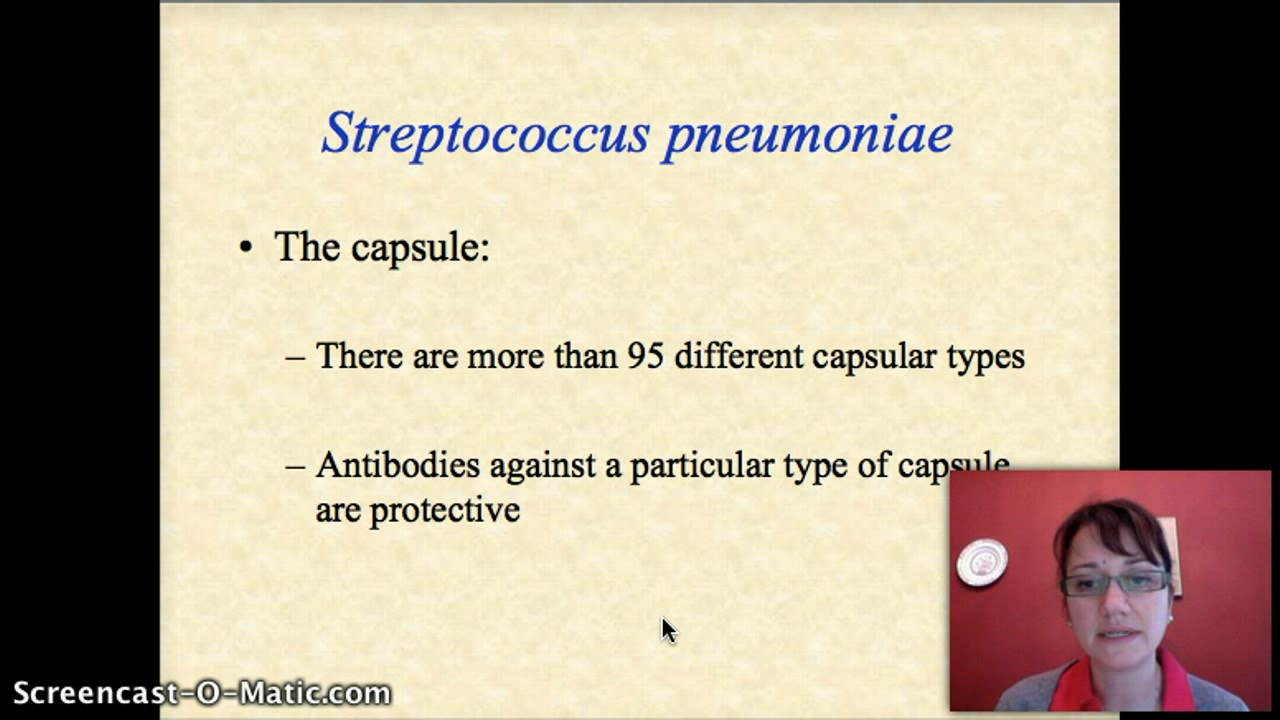 Streptococcus pneumoniae
• The capsule:
– There are more than 95 different capsular types
– Antibodies against a particular type of capsule
are protective
Screencast-O-Matic.com